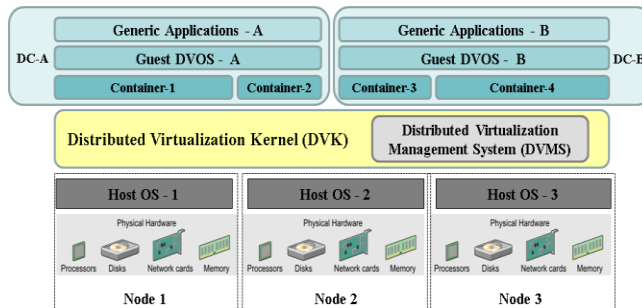 Generic Applications - A
Generic Applications - B
DC-A
Guest DVOS - A
Guest DVOS - B
DC-B
Container-1
Container-2
Container-3
Container-4
Distributed Virtualization Kernel (DVK)
Distributed Virtualization
Management System (DVMS)
Host OS - 1
Host OS - 2
Host OS - 3
Physical Hardware
Physical Hardware
Physical Hardware
Processors Disks Network cards Memory
Processors Disks Network cards Memory
Processors Disks Network cards Memory
Node 1
Node 2
Node 3